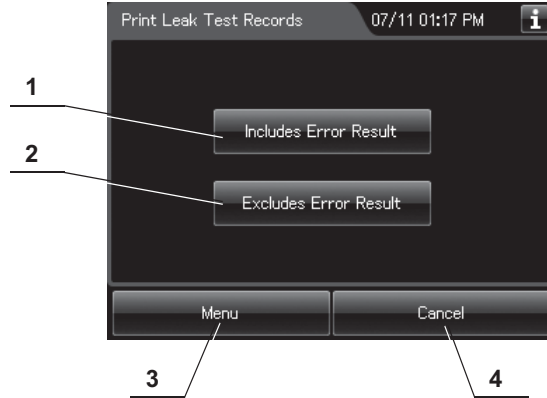 Print Leak Test Records 07/11 01:17 PM i
1
Includes Error Result
2
Excludes Error Result
Menu Cancel
3 4